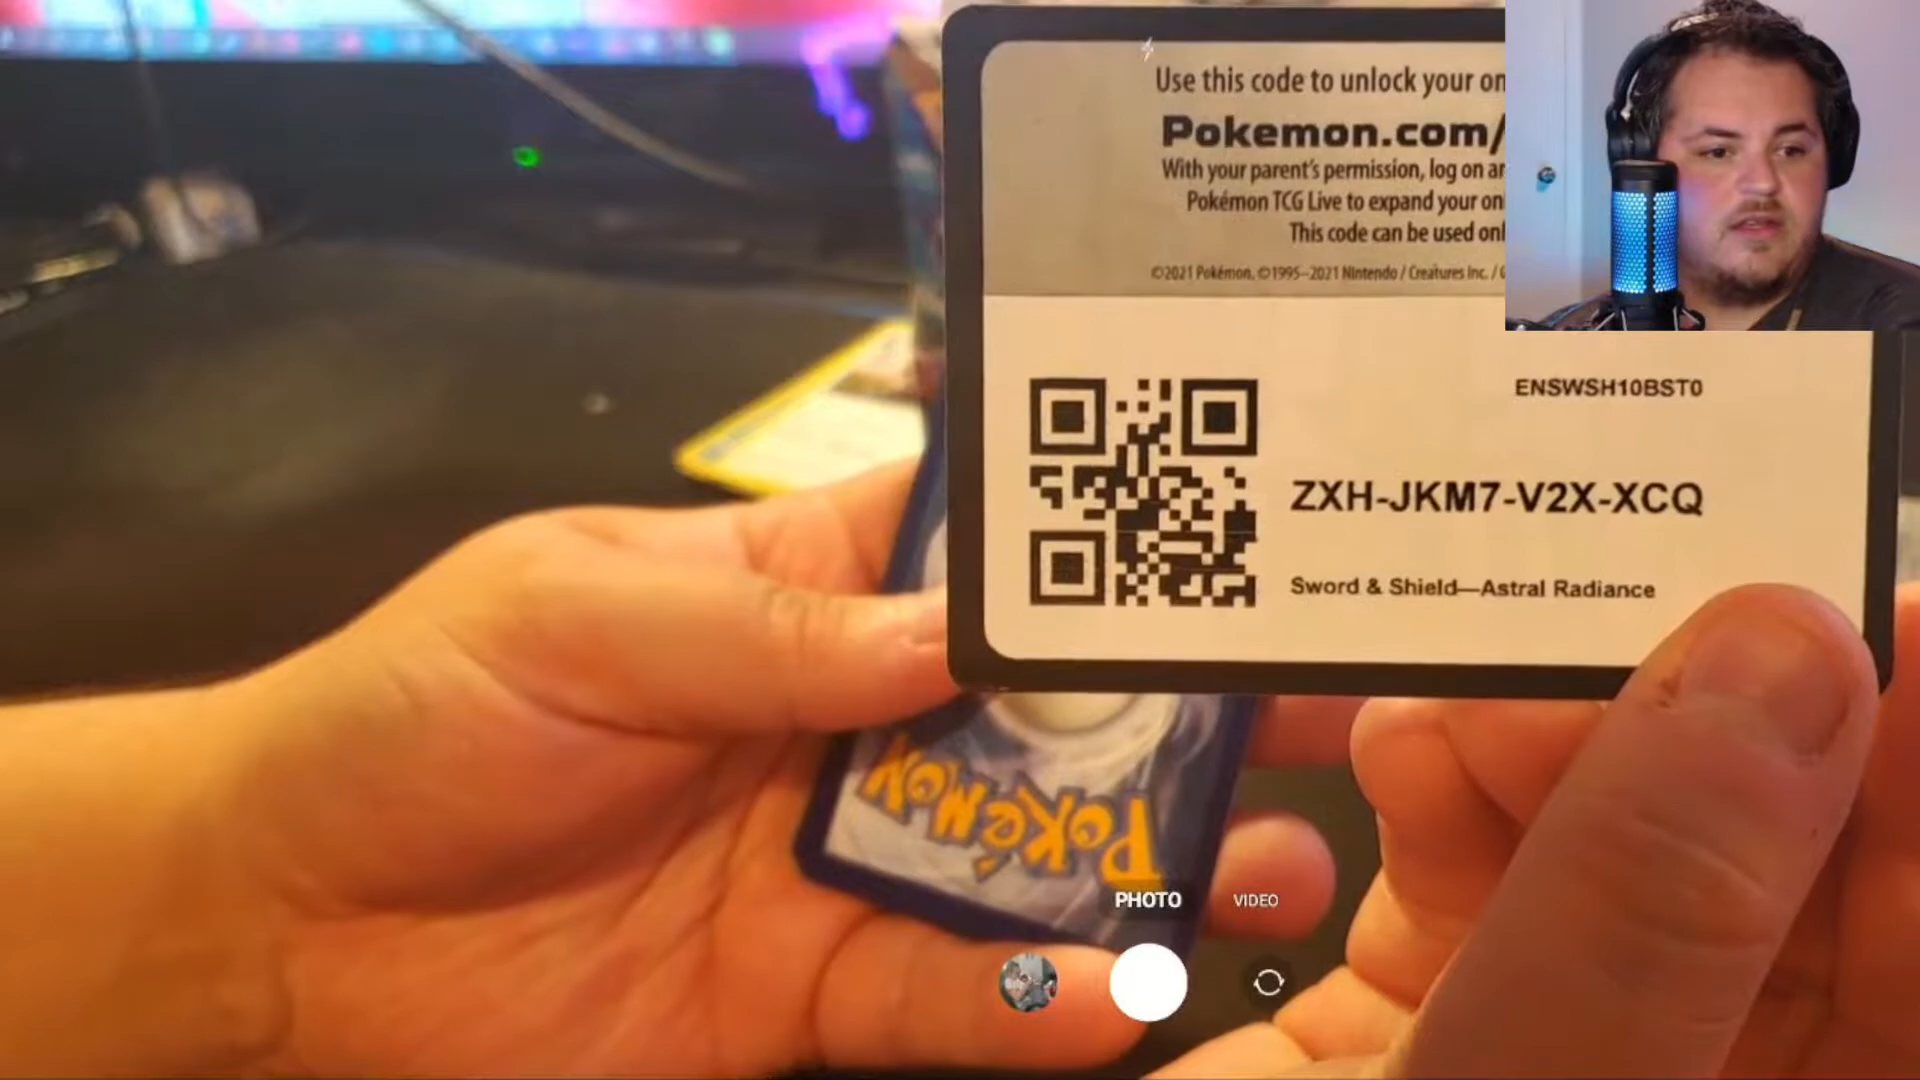 Use this code to unlock your on
Pokemon.com/
With your parent's permission, log on an
Pokémon TCG Live to expand your on
This code can be used onl
©2021 Pokémon. ©1995–2021 Nintendo / Creatures Inc. / G
ENSWSH10BST0
ZXH-JKM7-V2X-XCQ
Sword & Shield—Astral Radiance
POKéMON
PHOTO
VIDEO